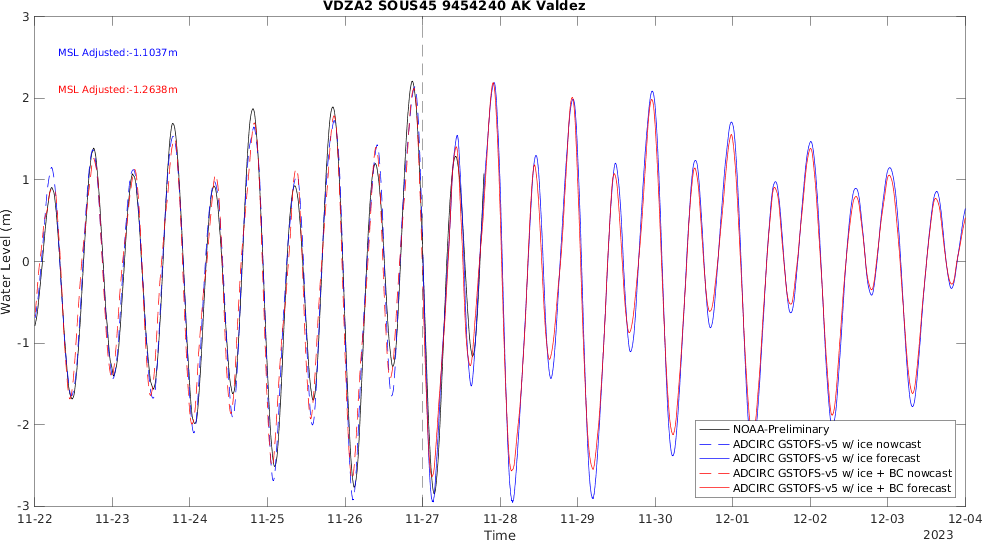 VDZA2 SOUS45 9454240 AK Valdez
MSL Adjusted:-1.1037m
MSL Adjusted:-1.2638m
Water Level (m)
3
2
1
0
-1
-2
-3
NOAA-Preliminary
ADCIRC GSTOFS-v5 w/ ice nowcast
ADCIRC GSTOFS-v5 w/ ice forecast
ADCIRC GSTOFS-v5 w/ ice + BC nowcast
ADCIRC GSTOFS-v5 w/ ice + BC forecast
11-22 11-23 11-24 11-25 11-26 11-27 11-28 11-29 11-30 12-01 12-02 12-03 12-04
Time
2023